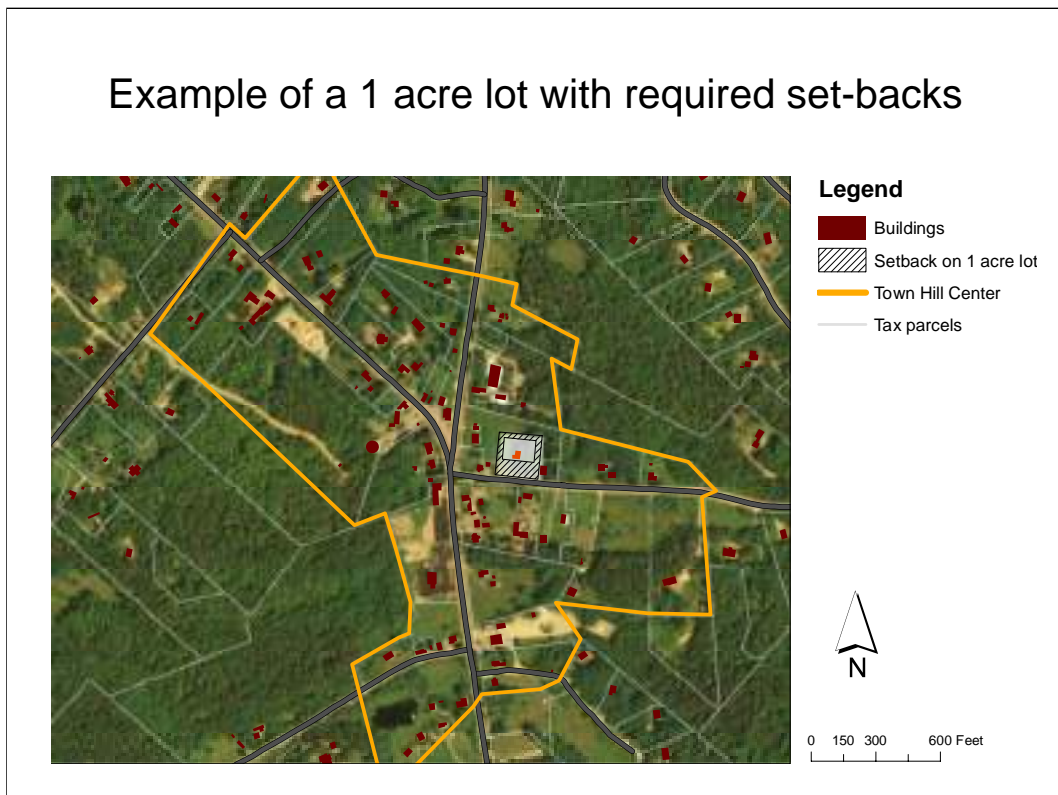 Example of a 1 acre lot with required set-backs
Legend
Buildings
Setback on 1 acre lot
Town Hill Center
Tax parcels
N
0 150 300 600 Feet